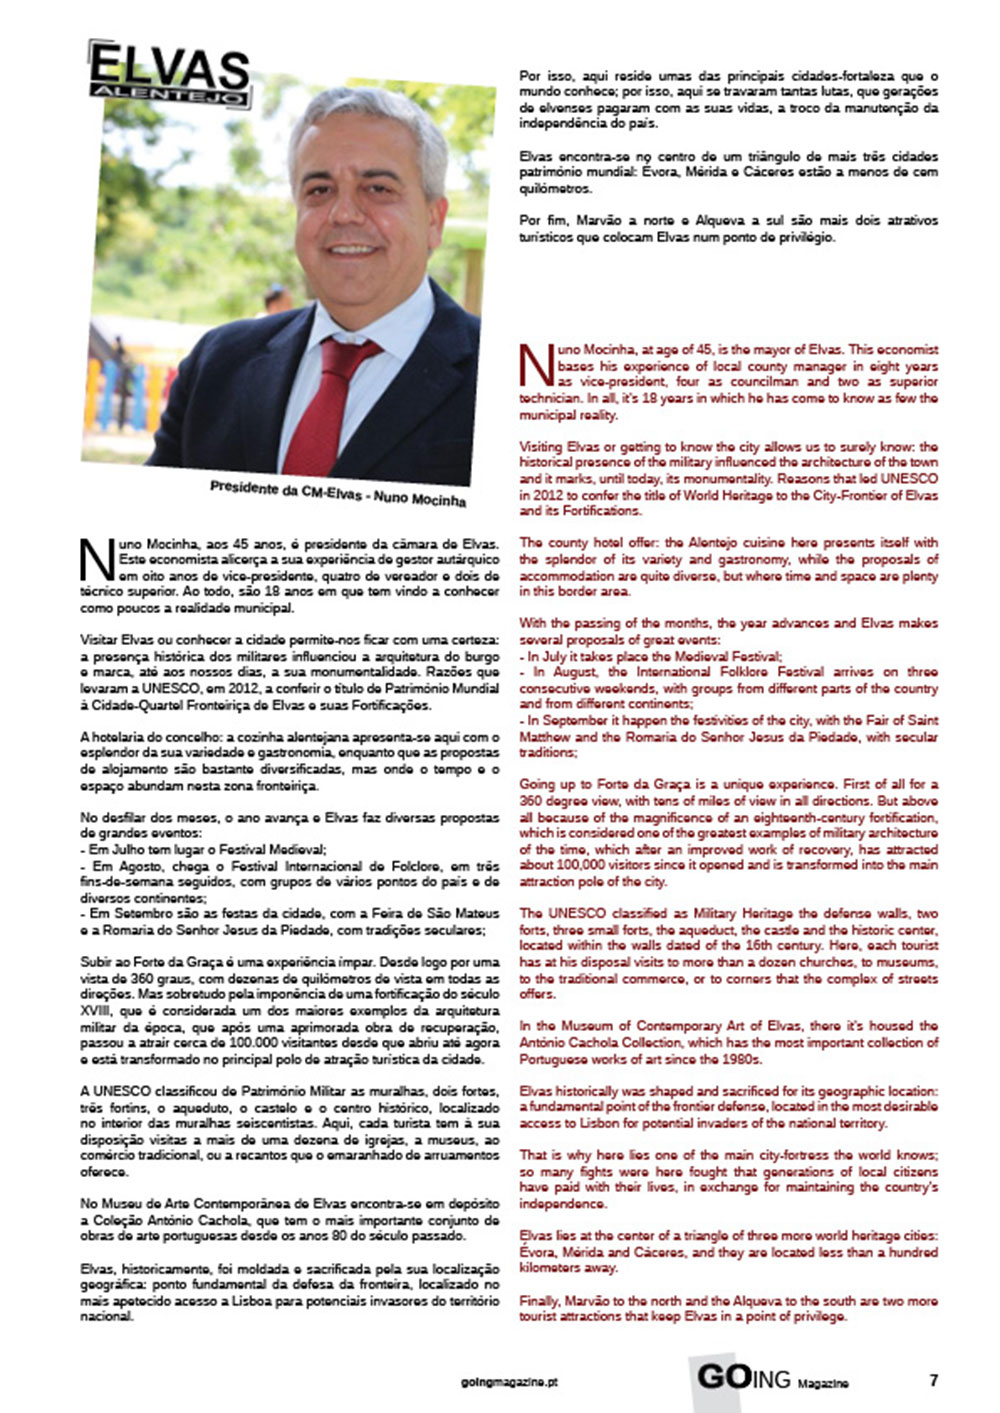 ELVAS
ALENTEJO
Presidente da CM-Elvas - Nuno Mocinha
Nuno Mocinha, aos 45 anos, é presidente da câmara de Elvas.
Este economista alicerça a sua experiência de gestor autárquico
em oito anos de vice-presidente, quatro de vereador e dois de
técnico superior. Ao todo, são 18 anos em que tem vindo a conhecer
como poucos a realidade municipal.
Visitar Elvas ou conhecer a cidade permite-nos ficar com uma certeza:
a presença histórica dos militares influenciou a arquitetura do burgo
e marca, até aos nossos dias, a sua monumentalidade. Razões que
levaram a UNESCO, em 2012, a conferir o título de Património Mundial
à Cidade-Quartel Fronteiriça de Elvas e suas Fortificações.
A hotelaria do concelho: a cozinha alentejana apresenta-se aqui com o
esplendor da sua variedade e gastronomia, enquanto que as propostas
de alojamento são bastante diversificadas, mas onde o tempo e o
espaço abundam nesta zona fronteiriça.
No desfilar dos meses, o ano avança e Elvas faz diversas propostas
de grandes eventos:
- Em Julho tem lugar o Festival Medieval;
- Em Agosto, chega o Festival Internacional de Folclore, em três
fins-de-semana seguidos, com grupos de vários pontos do país e de
diversos continentes;
- Em Setembro são as festas da cidade, com a Feira de São Mateus
e a Romaria do Senhor Jesus da Piedade, com tradições seculares;
Subir ao Forte da Graça é uma experiência ímpar. Desde logo por uma
vista de 360 graus, com dezenas de quilómetros de vista em todas as
direções. Mas sobretudo pela imponência de uma fortificação do século
XVIII, que é considerada um dos maiores exemplos da arquitetura
militar da época, que após uma aprimorada obra de recuperação,
passou a atrair cerca de 100.000 visitantes desde que abriu até agora
e está transformado no principal polo de atração turística da cidade.
A UNESCO classificou de Património Militar as muralhas, dois fortes,
três fortins, o aqueduto, o castelo e o centro histórico, localizado
no interior das muralhas seiscentistas. Aqui, cada turista tem á sua
disposição visitas a mais de uma dezena de igrejas, a museus, ao
comércio tradicional, ou a recantos que o emaranhado de arruamentos
oferece.
No Museu de Arte Contemporânea de Elvas encontra-se em depósito
a Coleção António Cachola, que tem o mais importante conjunto de
obras de arte portuguesas desde os anos 80 do século passado.
Elvas, historicamente, foi moldada e sacrificada pela sua localização
geográfica: ponto fundamental da defesa da fronteira, localizado no
mais apetecido acesso a Lisboa para potenciais invasores do território
nacional.
Por isso, aqui reside umas das principais cidades-fortaleza que o
mundo conhece; por isso, aqui se travaram tantas lutas, que gerações
de elvenses pagaram com as suas vidas, a troco da manutenção da
independência do país.
Elvas encontra-se no centro de um triângulo de mais três cidades
património mundial: Évora, Mérida e Cáceres estão a menos de cem
quilómetros.
Por fim, Marvão a norte e Alqueva a sul são mais dois atrativos
turísticos que colocam Elvas num ponto de privilégio.
Nuno Mocinha, at age of 45, is the mayor of Elvas. This economist
bases his experience of local county manager in eight years
as vice-president, four as councilman and two as superior
technician. In all, it's 18 years in which he has come to know as few the
municipal reality.
Visiting Elvas or getting to know the city allows us to surely know: the
historical presence of the military influenced the architecture of the town
and it marks, until today, its monumentality. Reasons that led UNESCO
in 2012 to confer the title of World Heritage to the City-Frontier of Elvas
and its Fortifications.
The county hotel offer: the Alentejo cuisine here presents itself with
the splendor of its variety and gastronomy, while the proposals of
accommodation are quite diverse, but where time and space are plenty
in this border area.
With the passing of the months, the year advances and Elvas makes
several proposals of great events:
- In July it takes place the Medieval Festival;
- In August, the International Folklore Festival arrives on three
consecutive weekends, with groups from different parts of the country
and from different continents;
- In September it happen the festivities of the city, with the Fair of Saint
Matthew and the Romaria do Senhor Jesus da Piedade, with secular
traditions;
Going up to Forte da Graça is a unique experience. First of all for a
360 degree view, with tens of miles of view in all directions. But above
all because of the magnificence of an eighteenth-century fortification,
which is considered one of the greatest examples of military architecture
of the time, which after an improved work of recovery, has attracted
about 100,000 visitors since it opened and is transformed into the main
attraction pole of the city.
The UNESCO classified as Military Heritage the defense walls, two
forts, three small forts, the aqueduct, the castle and the historic center,
located within the walls dated of the 16th century. Here, each tourist
has at his disposal visits to more than a dozen churches, to museums,
to the traditional commerce, or to corners that the complex of streets
offers.
In the Museum of Contemporary Art of Elvas, there it's housed the
António Cachola Collection, which has the most important collection of
Portuguese works of art since the 1980s.
Elvas historically was shaped and sacrificed for its geographic location:
a fundamental point of the frontier defense, located in the most desirable
access to Lisbon for potential invaders of the national territory.
That is why here lies one of the main city-fortress the world knows;
so many fights were here fought that generations of local citizens
have paid with their lives, in exchange for maintaining the country's
independence.
Elvas lies at the center of a triangle of three more world heritage cities:
Évora, Mérida and Cáceres, and they are located less than a hundred
kilometers away.
Finally, Marvão to the north and the Alqueva to the south are two more
tourist attractions that keep Elvas in a point of privilege.
goingmagazine.pt
GOING Magazine
7